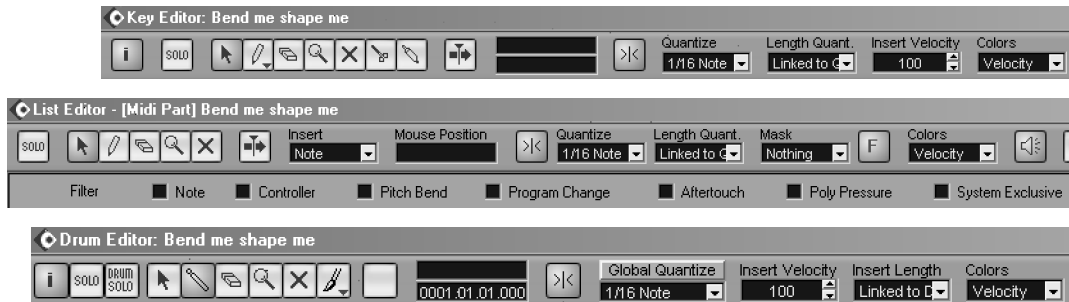 Key Editor: Bend me shape me
Quantize Length Quant. Insert Velocity Colors
i SOLO 1/16 Note Linked to 100 Velocity
List Editor - [Midi Part] Bend me shape me
Insert Mouse Position Quantize Length Quant. Mask Colors
SOLO Note 1/16 Note Linked to Nothing F Velocity
Filter Note Controller Pitch Bend Program Change Aftertouch Poly Pressure System Exclusive
Drum Editor: Bend me shape me
Global Quantize Insert Velocity Insert Length Colors
i SOLO DRUM SOLO 0001.01.01.000 1/16 Note 100 Linked to D Velocity